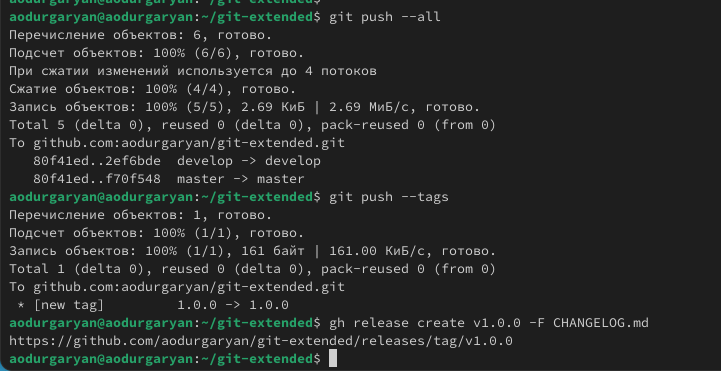 aodurgaryan@aodurgaryan:~/git-extended$ git push --all
Перечисление объектов: 6, готово.
Подсчет объектов: 100% (6/6), готово.
При сжатии изменений используется до 4 потоков
Сжатие объектов: 100% (4/4), готово.
Запись объектов: 100% (5/5), 2.69 КиБ | 2.69 МиБ/с, готово.
Total 5 (delta 0), reused 0 (delta 0), pack-reused 0 (from 0)
To github.com:aodurgaryan/git-extended.git
   80f41ed..2ef6bde  develop -> develop
   80f41ed..f70f548  master -> master
aodurgaryan@aodurgaryan:~/git-extended$ git push --tags
Перечисление объектов: 1, готово.
Подсчет объектов: 100% (1/1), готово.
Запись объектов: 100% (1/1), 161 байт | 161.00 КиБ/с, готово.
Total 1 (delta 0), reused 0 (delta 0), pack-reused 0 (from 0)
To github.com:aodurgaryan/git-extended.git
 * [new tag]         1.0.0 -> 1.0.0
aodurgaryan@aodurgaryan:~/git-extended$ gh release create v1.0.0 -F CHANGELOG.md
https://github.com/aodurgaryan/git-extended/releases/tag/v1.0.0
aodurgaryan@aodurgaryan:~/git-extended$